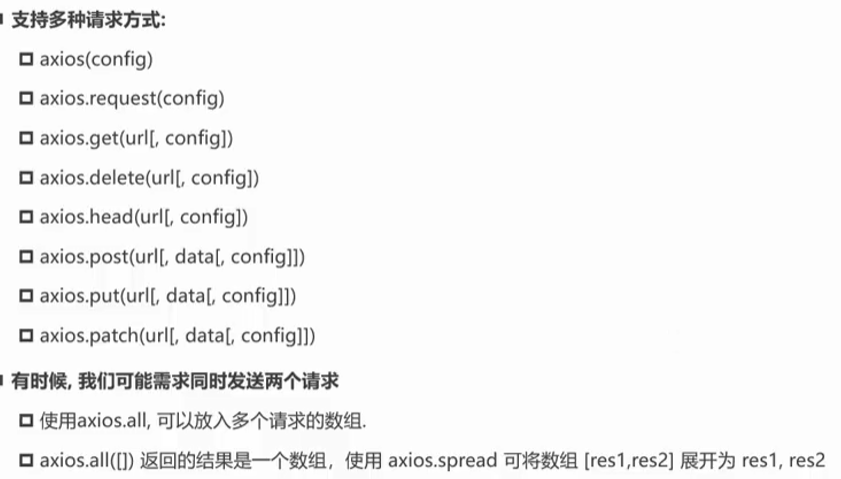 支持多种请求方式:
axios(config)
axios.request(config)
axios.get(url[, config])
axios.delete(url[, config])
axios.head(url[, config])
axios.post(url[, data[, config]])
axios.put(url[, data[, config]])
axios.patch(url[, data[, config]])
有时候, 我们可能需求同时发送两个请求
使用axios.all, 可以放入多个请求的数组.
axios.all([]) 返回的结果是一个数组，使用 axios.spread 可将数组 [res1,res2] 展开为 res1, res2